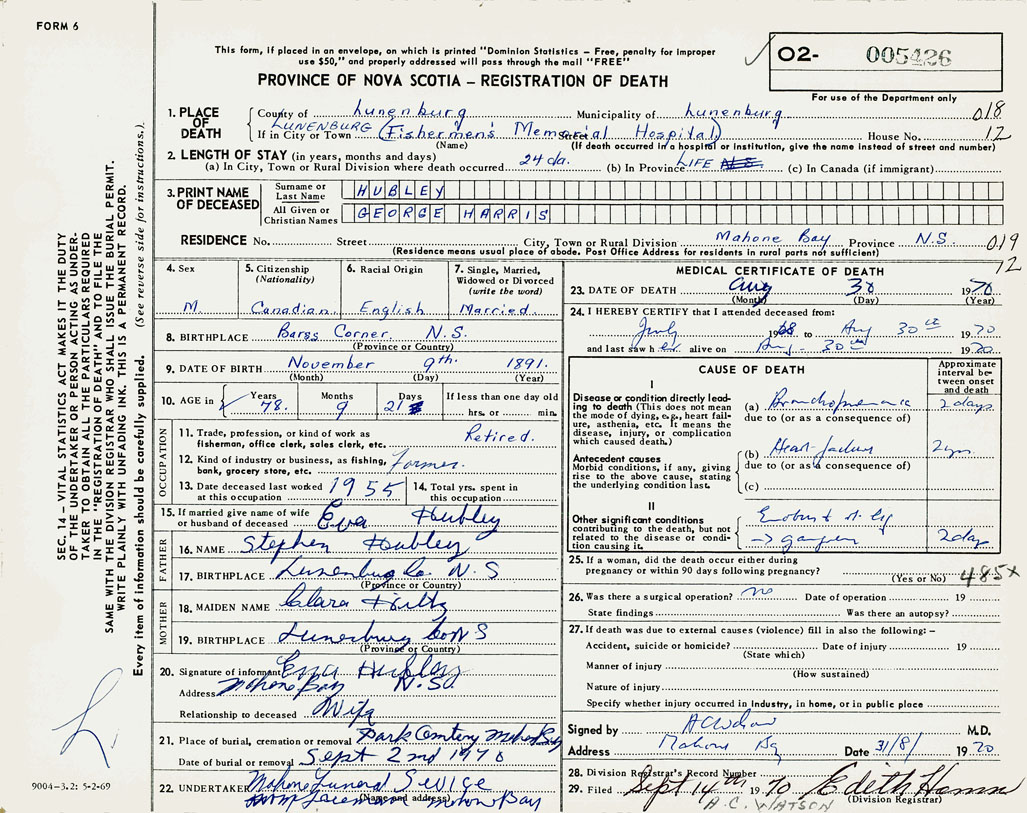 FORM 6
This form, if placed in an envelope, on which is printed "Dominion Statistics – Free, penalty for improper
use $50," and properly addressed will pass through the mail "FREE"
O2- 005426
For use of the Department only
PROVINCE OF NOVA SCOTIA – REGISTRATION OF DEATH
1. PLACE OF DEATH
County of Lunenburg Municipality of Lunenburg 018
If in City or Town LUNENBURG (Fishermen's Memorial Hospital) Street House No. 12
(Name) (If death occurred in a hospital or institution, give the name instead of street and number)
2. LENGTH OF STAY (in years, months and days)
(a) In City, Town or Rural Division where death occurred 24 da. (b) In Province LIFE N.S. (c) In Canada (if immigrant)
3. PRINT NAME OF DECEASED
Surname or Last Name HUBLEY
All Given or Christian Names GEORGE HARRIS
RESIDENCE No. Street City, Town or Rural Division Mahone Bay Province N.S. 019
(Residence means usual place of abode. Post Office Address for residents in rural parts not sufficient) 12
4. Sex M.
5. Citizenship (Nationality) Canadian
6. Racial Origin English
7. Single, Married, Widowed or Divorced (write the word) Married.
8. BIRTHPLACE Barss Corner N.S.
(Province or Country)
9. DATE OF BIRTH November 9th. 1891.
(Month) (Day) (Year)
10. AGE in Years 78. Months 9 Days 21 If less than one day old hrs. or min.
OCCUPATION
11. Trade, profession, or kind of work as fisherman, office clerk, sales clerk, etc. Retired.
12. Kind of industry or business, as fishing, bank, grocery store, etc. Farmer.
13. Date deceased last worked at this occupation 1955
14. Total yrs. spent in this occupation
15. If married give name of wife or husband of deceased Eva Hubley
FATHER
16. NAME Stephen Hubley
17. BIRTHPLACE Lunenburg Co. N S
(Province or Country)
MOTHER
18. MAIDEN NAME Clara Hiltz
19. BIRTHPLACE Lunenburg Co N S
(Province or Country)
20. Signature of informant Eva Hubley
Address Mahone Bay N.S.
Relationship to deceased Wife
21. Place of burial, cremation or removal Park Cemtery Mahone Bay
Date of burial or removal Sept 2nd 1970
22. UNDERTAKER Mahone Funeral Sevice
(Name and address) Mahone Bay
MEDICAL CERTIFICATE OF DEATH
23. DATE OF DEATH Aug 30 1970
(Month) (Day) (Year)
24. I HEREBY CERTIFY that I attended deceased from:
July 1968 to Aug 30th 1970
and last saw h alive on Aug - 30th 1970
CAUSE OF DEATH
Approximate interval between onset and death
I
Disease or condition directly leading to death (This does not mean the mode of dying, e.g., heart failure, asthenia, etc. It means the disease, injury, or complication which caused death.)
(a) Bronchopneumonia 2 days
due to (or as a consequence of)
Antecedent causes
Morbid conditions, if any, giving rise to the above cause, stating the underlying condition last.
(b) Heart failure 2 yrs.
due to (or as a consequence of)
(c)
II
Other significant conditions contributing to the death, but not related to the disease or condition causing it.
2 days
25. If a woman, did the death occur either during pregnancy or within 90 days following pregnancy?
(Yes or No) 485x
26. Was there a surgical operation? no Date of operation 19
State findings Was there an autopsy?
27. If death was due to external causes (violence) fill in also the following: –
Accident, suicide or homicide? Date of injury 19
(State which)
Manner of injury
(How sustained)
Nature of injury
Specify whether injury occurred in industry, in home, or in public place
Signed by M.D.
Address Mahone Bay Date 31/8/ 1970
28. Division Registrar's Record Number
29. Filed Sept 14th 1970 Edith
(Division Registrar)
A.C. WATSON
SEC. 14 – VITAL STATISTICS ACT MAKES IT THE DUTY
OF THE UNDERTAKER OR PERSON ACTING AS UNDER-
TAKER TO OBTAIN ALL THE PARTICULARS REQUIRED
IN THE "REGISTRATION OF DEATH" AND TO FILE THE
SAME WITH THE DIVISION REGISTRAR WHO SHALL ISSUE THE BURIAL PERMIT.
WRITE PLAINLY WITH UNFADING INK. THIS IS A PERMANENT RECORD.
Every item of information should be carefully supplied. (See reverse side for instructions.)
9004–3.2: 5-2-69